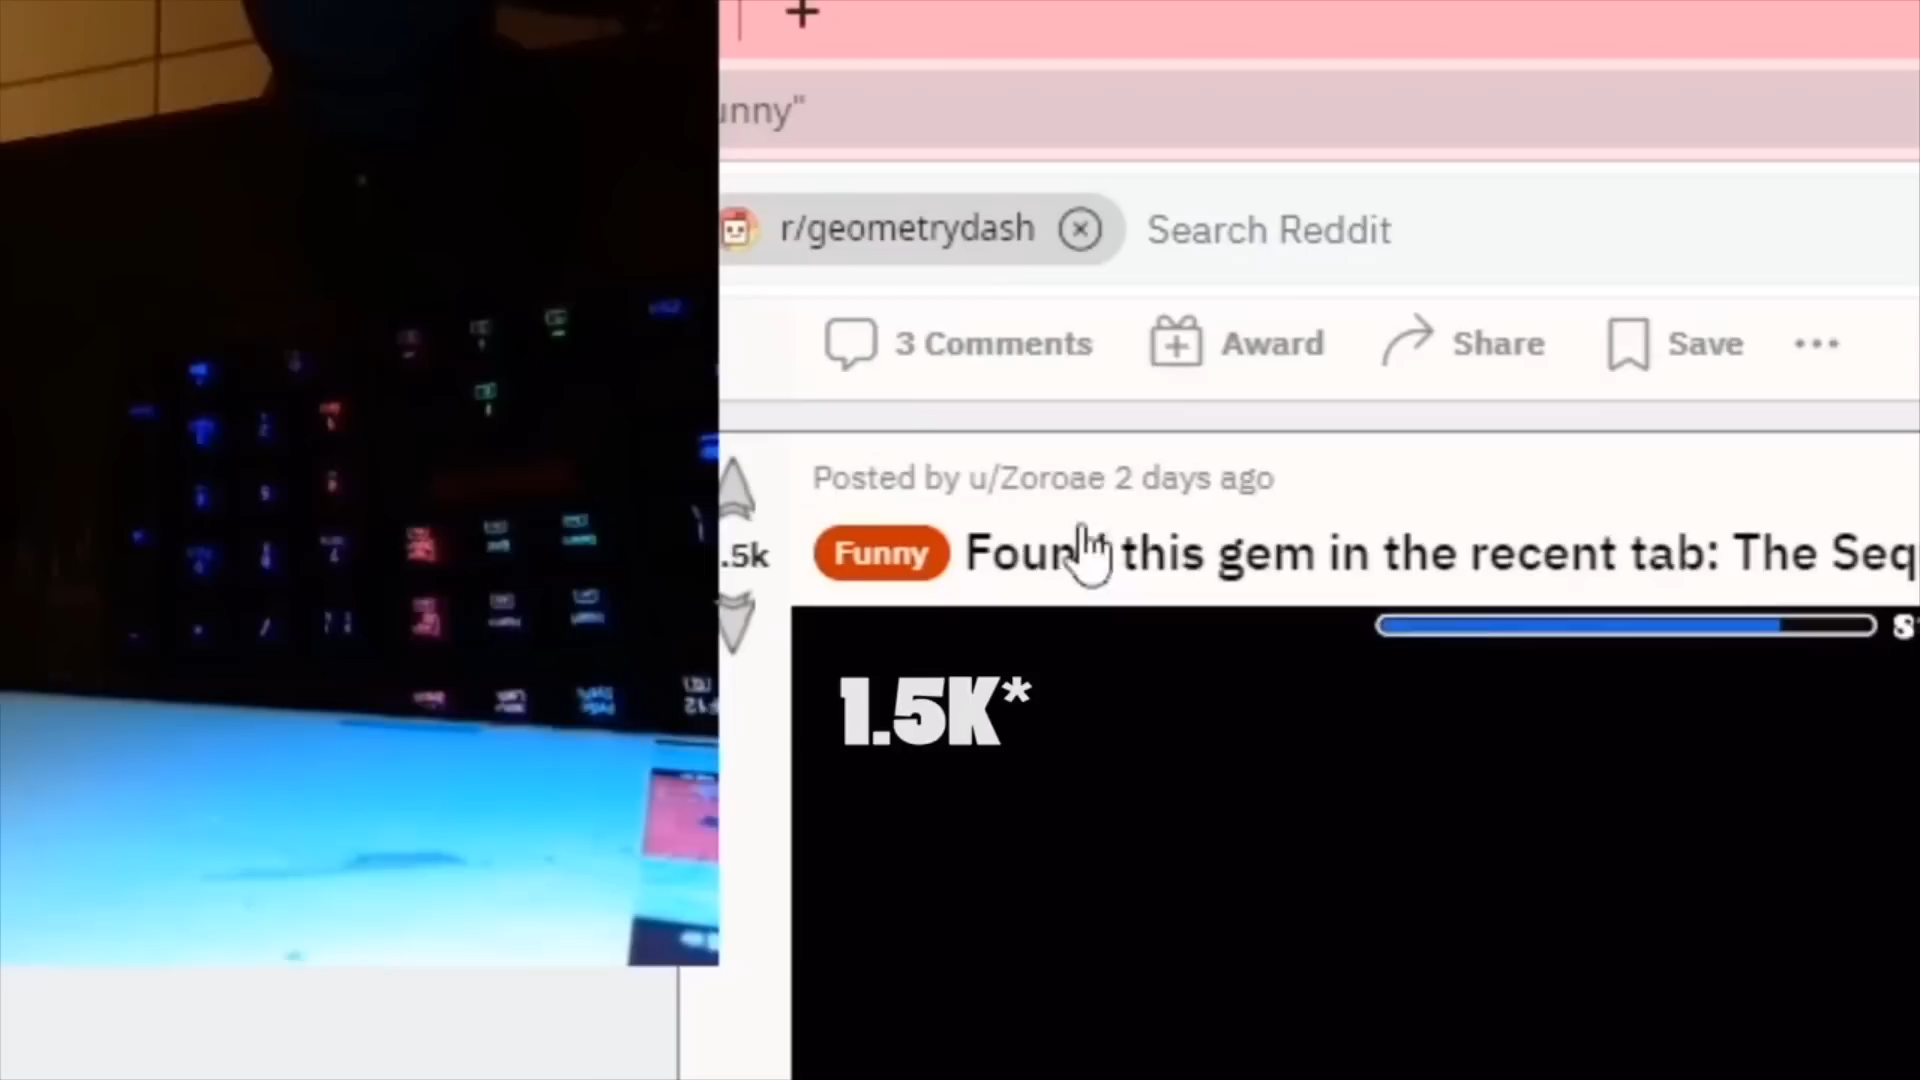 unny"
r/geometrydash
Search Reddit
3 Comments
Award
Share
Save
Posted by u/Zoroae 2 days ago
.5k
Funny
this gem in the recent tab: The Seq
1.5K*